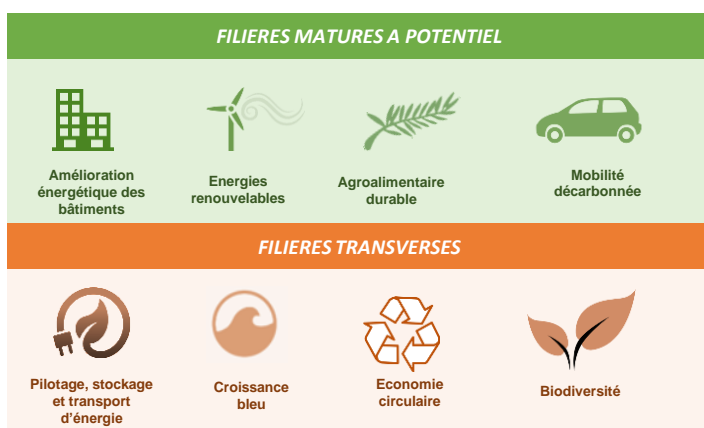 FILIERES MATURES A POTENTIEL
Amélioration
énergétique des
bâtiments
Energies
renouvelables
Agroalimentaire
durable
Mobilité
décarbonnée
FILIERES TRANSVERSES
Pilotage, stockage
et transport
d'énergie
Croissance
bleu
Economie
circulaire
Biodiversité